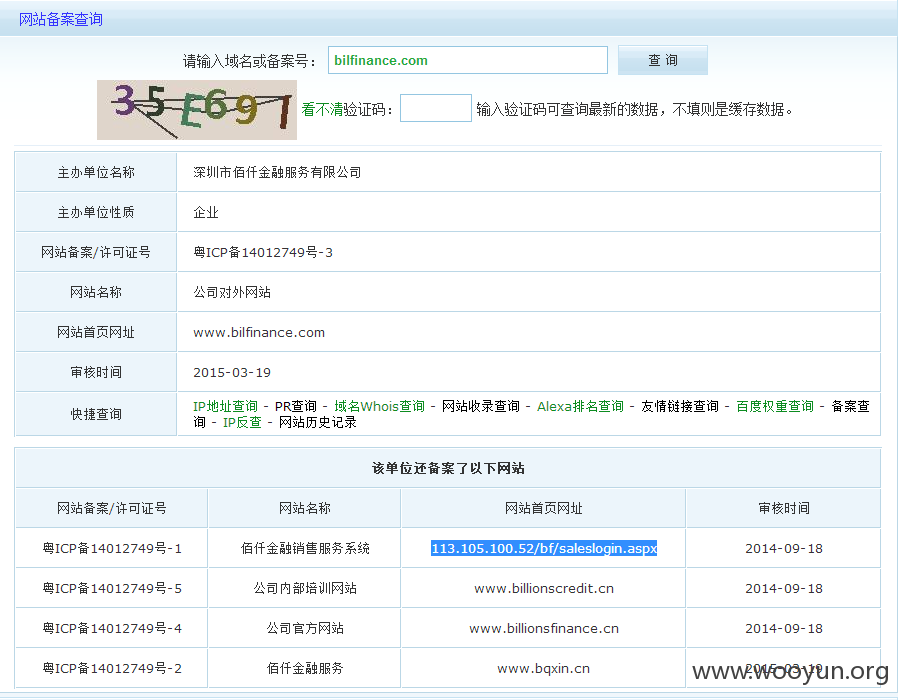 网站备案查询
请输入域名或备案号： bilfinance.com 查 询
35E691 看不清验证码： 输入验证码可查询最新的数据，不填则是缓存数据。
主办单位名称 深圳市佰仟金融服务有限公司
主办单位性质 企业
网站备案/许可证号 粤ICP备14012749号-3
网站名称 公司对外网站
网站首页网址 www.bilfinance.com
审核时间 2015-03-19
快捷查询 IP地址查询 - PR查询 - 域名Whois查询 - 网站收录查询 - Alexa排名查询 - 友情链接查询 - 百度权重查询 - 备案查
询 - IP反查 - 网站历史记录
该单位还备案了以下网站
网站备案/许可证号 网站名称 网站首页网址 审核时间
粤ICP备14012749号-1 佰仟金融销售服务系统 113.105.100.52/bf/saleslogin.aspx 2014-09-18
粤ICP备14012749号-5 公司内部培训网站 www.billionscredit.cn 2014-09-18
粤ICP备14012749号-4 公司官方网站 www.billionsfinance.cn 2014-09-18
粤ICP备14012749号-2 佰仟金融服务 www.bqxin.cn 2015-03-19
www.wooyun.org